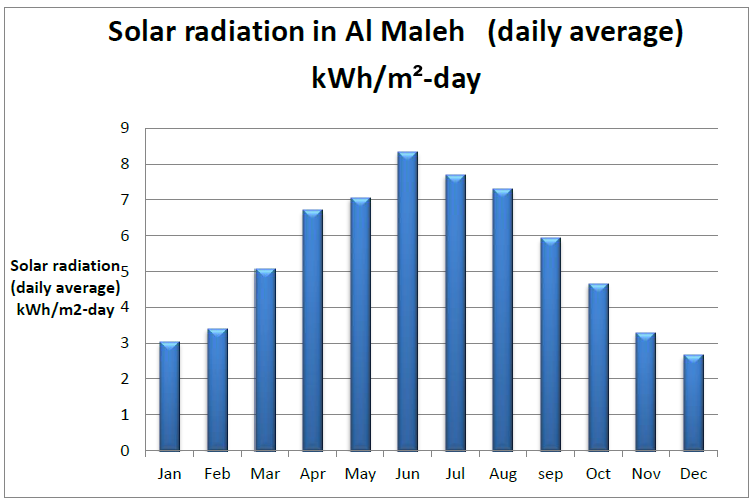 Solar radiation in Al Maleh   (daily average)
kWh/m²-day
9
8
7
6
5
4
3
2
1
0
Solar radiation
(daily average)
kWh/m2-day
Jan Feb Mar Apr May Jun Jul Aug sep Oct Nov Dec